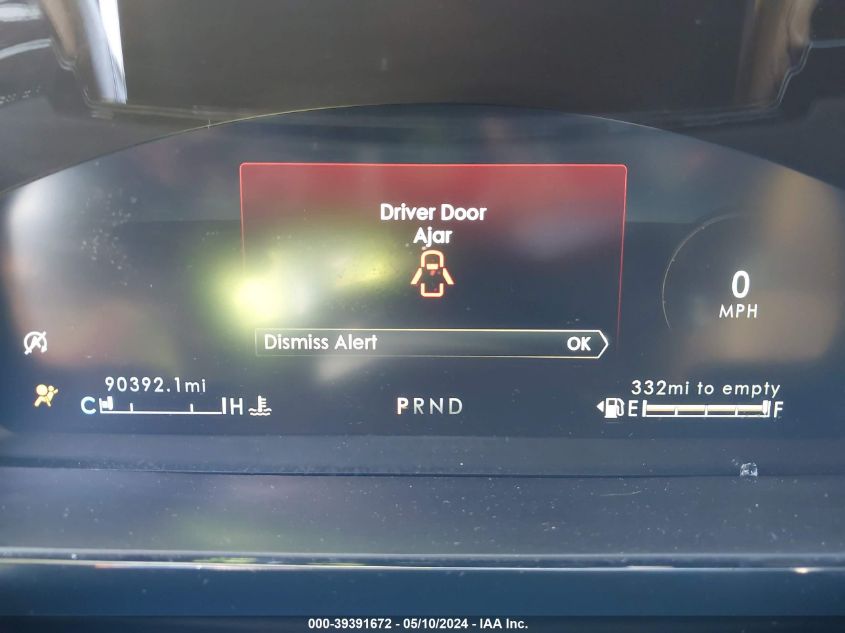 Driver Door
Ajar
0
MPH
Dismiss Alert OK
90392.1mi
332mi to empty
C H
PRND
E F
000-39391672 - 05/10/2024 - IAA Inc.